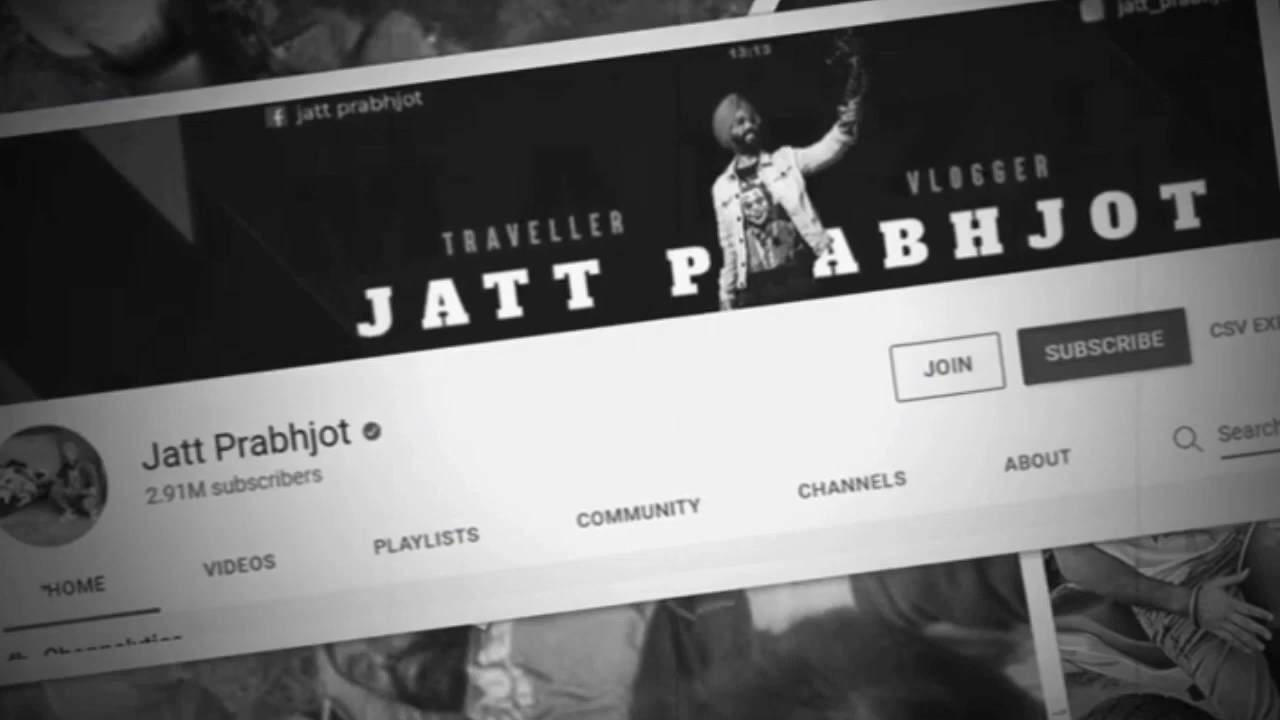 jatt prabhjot
13:13
TRAVELLER
VLOGGER
JATT PRABHJOT
JOIN
SUBSCRIBE
CSV
Jatt Prabhjot
2.91M subscribers
Search
HOME
VIDEOS
PLAYLISTS
COMMUNITY
CHANNELS
ABOUT